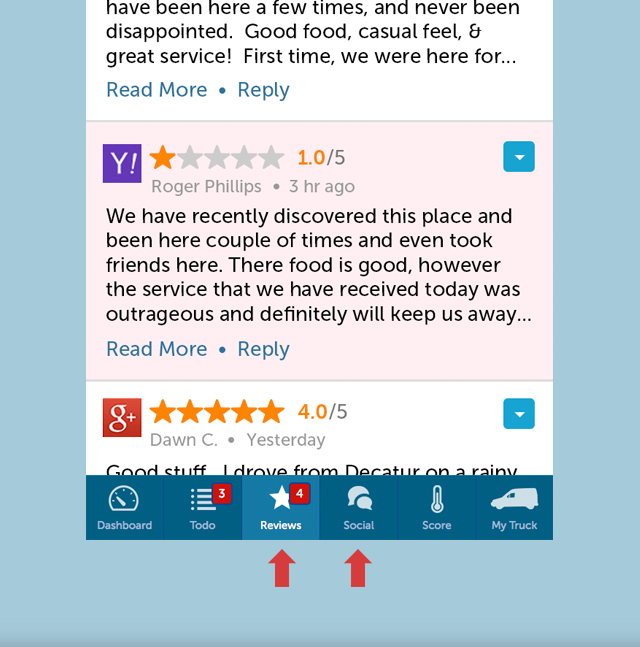 have been here a few times, and never been
disappointed.  Good food, casual feel, &
great service!  First time, we were here for...
Read More • Reply
Y! 1.0/5
Roger Phillips • 3 hr ago
We have recently discovered this place and
been here couple of times and even took
friends here. There food is good, however
the service that we have received today was
outrageous and definitely will keep us away...
Read More • Reply
g+ 4.0/5
Dawn C. • Yesterday
Good stuff.  I drove from Decatur on a rainy
3 4
Dashboard Todo Reviews Social Score My Truck